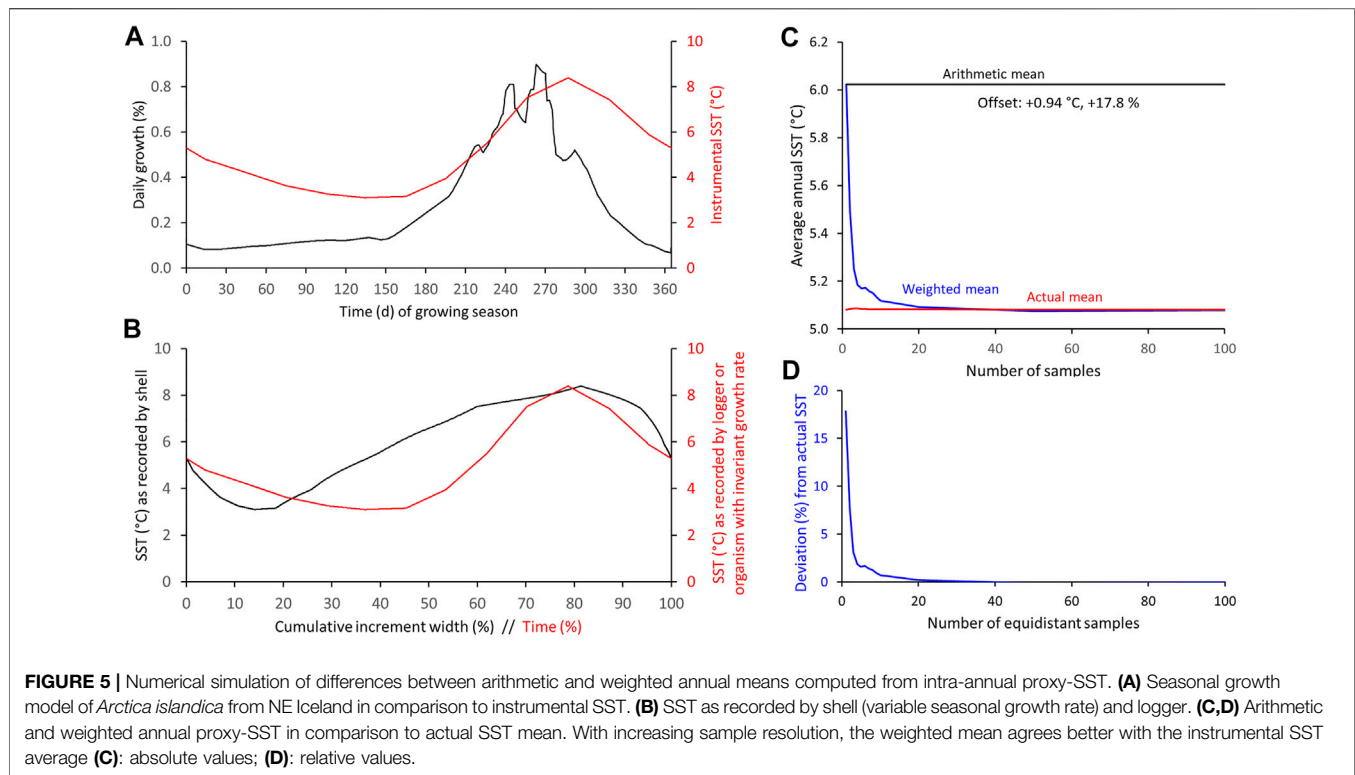 A
1.0
0.8
0.6
0.4
0.2
0.0
Daily growth (%)
10
8
6
4
2
0
Instrumental SST (°C)
0 30 60 90 120 150 180 210 240 270 300 330 360
Time (d) of growing season
B
10
8
6
4
2
0
SST (°C) as recorded by shell
10
8
6
4
2
0
SST (°C) as recorded by logger or
organism with invariant growth rate
0 10 20 30 40 50 60 70 80 90 100
Cumulative increment width (%) // Time (%)
C
6.2
6.0
5.8
5.6
5.4
5.2
5.0
Average annual SST (°C)
Arithmetic mean
Offset: +0.94 °C, +17.8 %
Weighted mean
Actual mean
0 20 40 60 80 100
Number of samples
D
20
15
10
5
0
Deviation (%) from actual SST
0 20 40 60 80 100
Number of equidistant samples
FIGURE 5 | Numerical simulation of differences between arithmetic and weighted annual means computed from intra-annual proxy-SST. (A) Seasonal growth
model of Arctica islandica from NE Iceland in comparison to instrumental SST. (B) SST as recorded by shell (variable seasonal growth rate) and logger. (C,D) Arithmetic
and weighted annual proxy-SST in comparison to actual SST mean. With increasing sample resolution, the weighted mean agrees better with the instrumental SST
average (C): absolute values; (D): relative values.